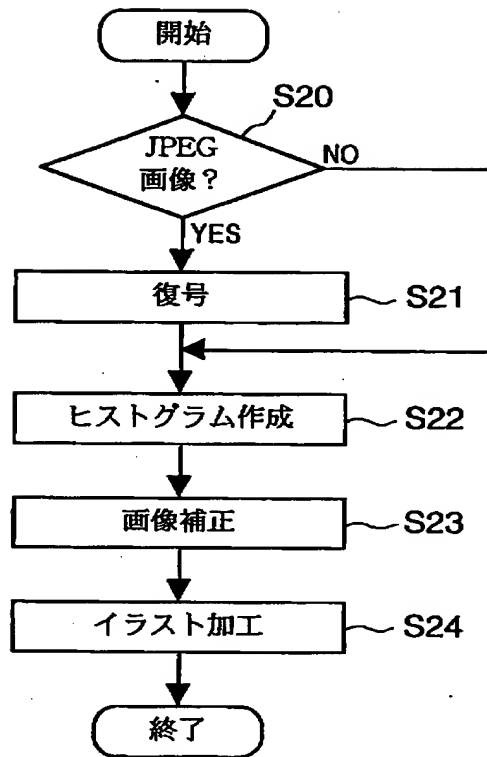 開始
S20
JPEG
画像？
NO
YES
復号
S21
ヒストグラム作成
S22
画像補正
S23
イラスト加工
S24
終了